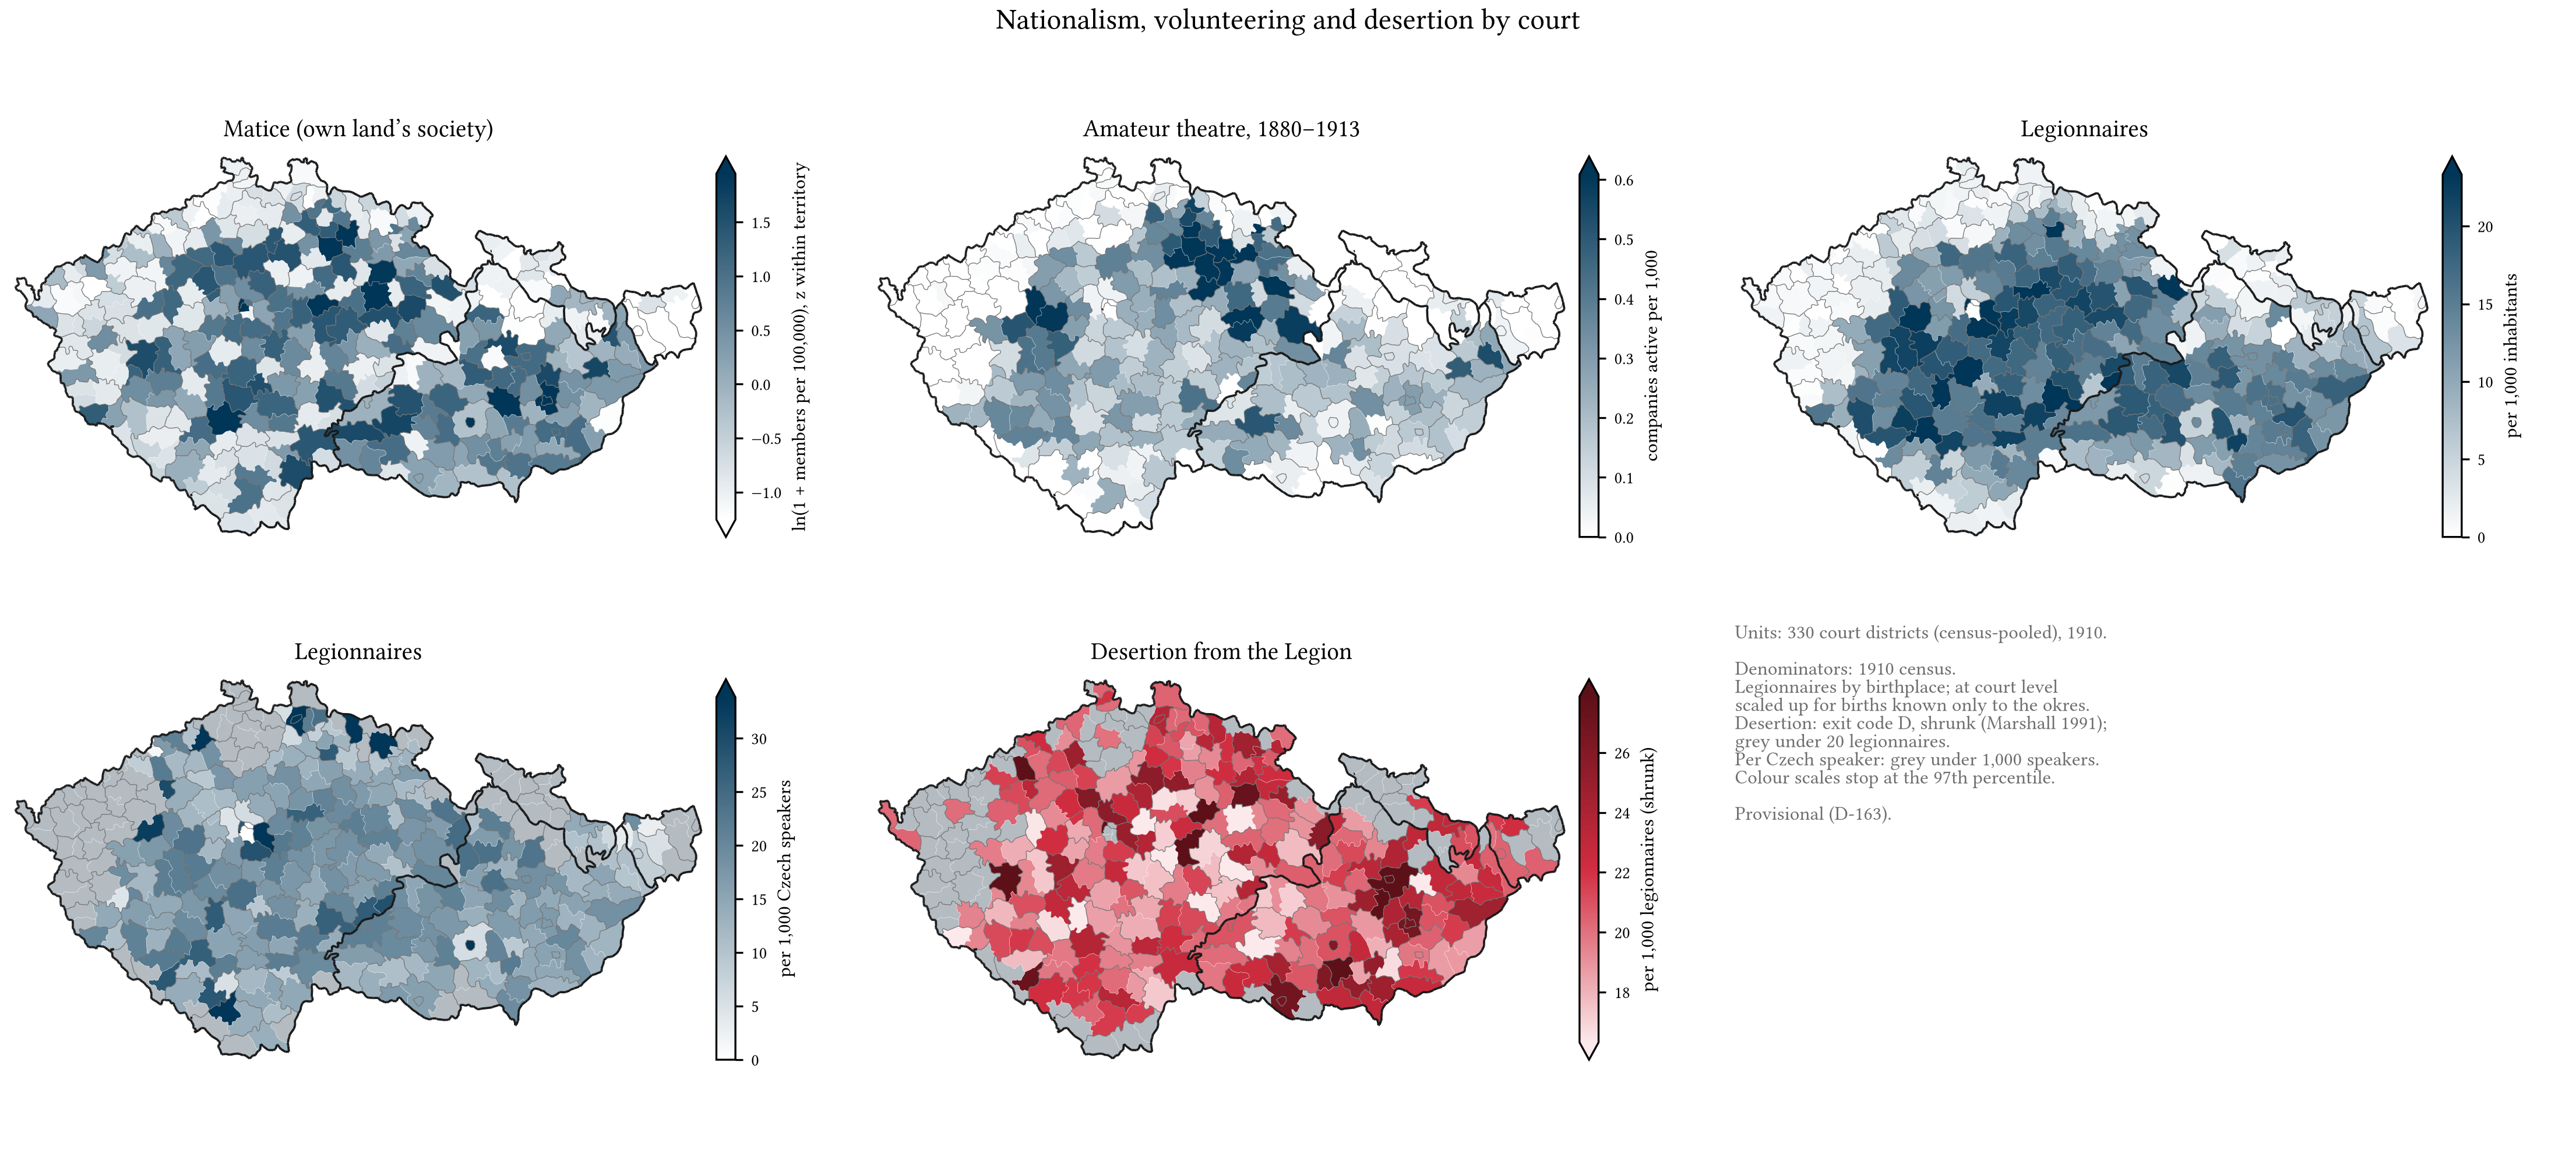 Nationalism, volunteering and desertion by court
Matice (own land's society)
1.5
1.0
0.5
0.0
−0.5
−1.0
ln(1 + members per 100,000), z within territory
Amateur theatre, 1880–1913
0.6
0.5
0.4
0.3
0.2
0.1
0.0
companies active per 1,000
Legionnaires
20
15
10
5
0
per 1,000 inhabitants
Legionnaires
30
25
20
15
10
5
0
per 1,000 Czech speakers
Desertion from the Legion
26
24
22
20
18
per 1,000 legionnaires (shrunk)
Units: 330 court districts (census-pooled), 1910.
Denominators: 1910 census.
Legionnaires by birthplace; at court level
scaled up for births known only to the okres.
Desertion: exit code D, shrunk (Marshall 1991);
grey under 20 legionnaires.
Per Czech speaker: grey under 1,000 speakers.
Colour scales stop at the 97th percentile.
Provisional (D-163).